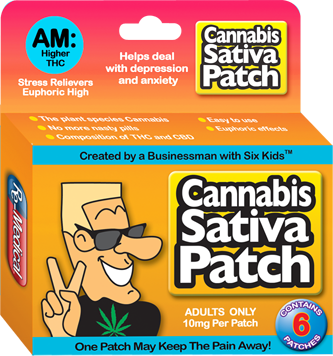 AM:
Higher
THC
Stress Relievers
Euphoric High
Helps deal
with depression
and anxiety
Cannabis
Sativa
Patch
• The plant species Cannabis
• No more nasty pills
• Composition of THC and CBD
• Easy to use
• Euphoric effects
Created by a Businessman with Six Kids™
Medical
Cannabis
Sativa
Patch
ADULTS ONLY
10mg Per Patch
CONTAINS
6
PATCHES
One Patch May Keep The Pain Away!